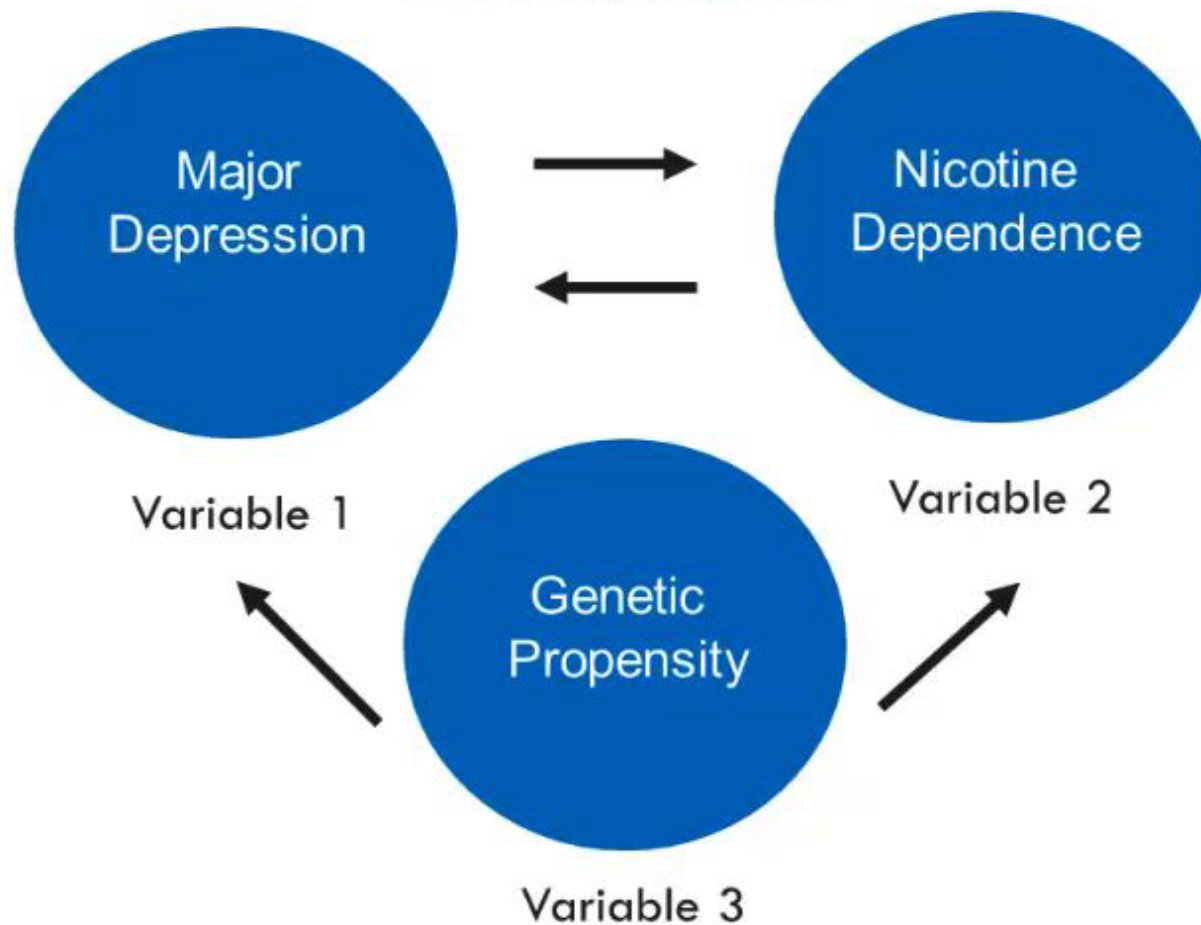 Major
Depression
Nicotine
Dependence
Variable 1
Variable 2
Genetic
Propensity
Variable 3